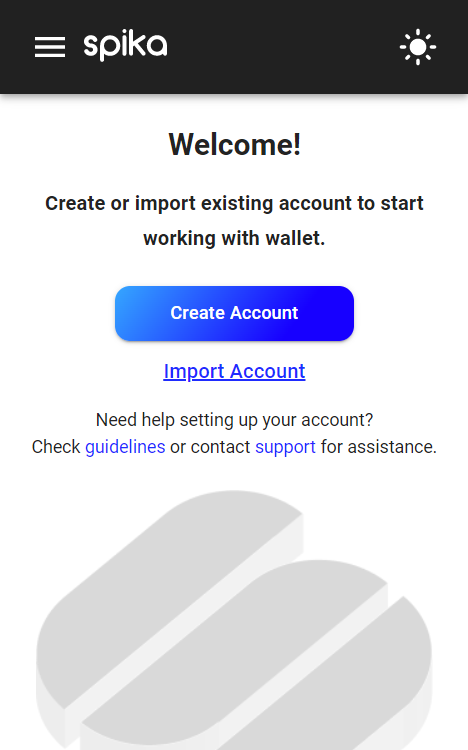 spika
Welcome!
Create or import existing account to start
working with wallet.
Create Account
Import Account
Need help setting up your account?
Check guidelines or contact support for assistance.